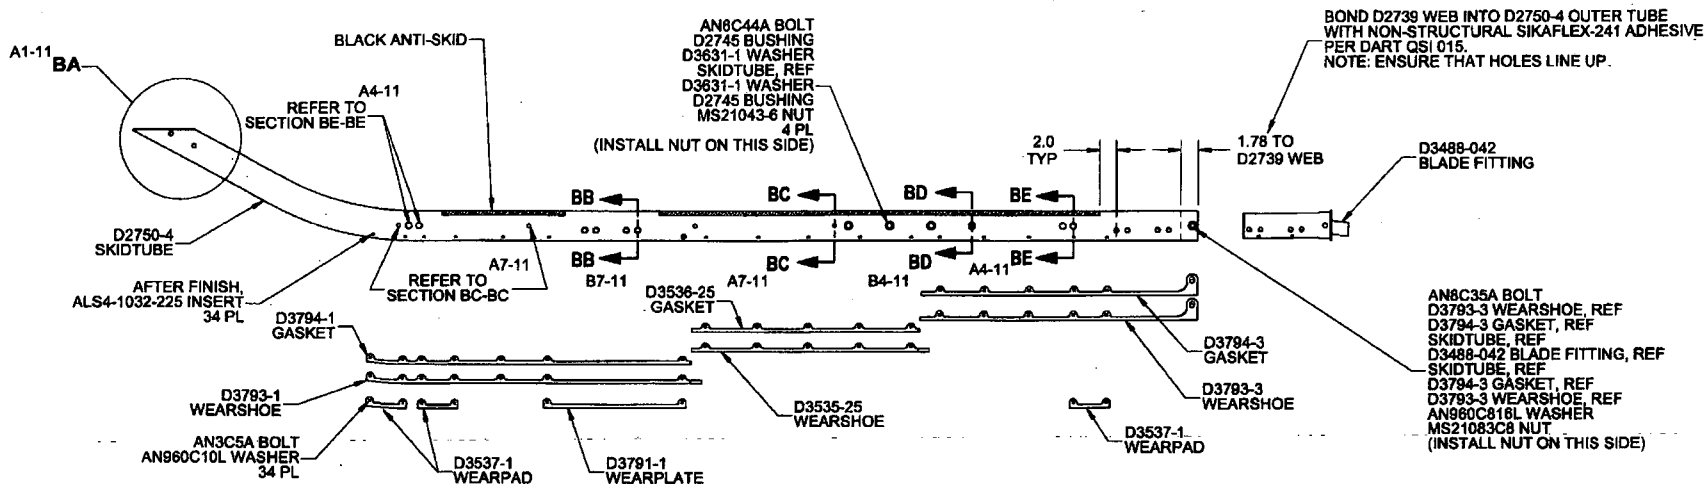 A1-11
BA
BLACK ANTI-SKID
A4-11
REFER TO
SECTION BE-BE
AN6C44A BOLT
D2745 BUSHING
D3631-1 WASHER
SKIDTUBE, REF
D3631-1 WASHER
D2745 BUSHING
MS21043-6 NUT
4 PL
(INSTALL NUT ON THIS SIDE)
BOND D2739 WEB INTO D2750-4 OUTER TUBE
WITH NON-STRUCTURAL SIKAFLEX-241 ADHESIVE
PER DART QSI 015.
NOTE: ENSURE THAT HOLES LINE UP.
2.0
TYP
1.78 TO
D2739 WEB
D3488-042
BLADE FITTING
BB
BC
BD
BE
D2750-4
SKIDTUBE
AFTER FINISH,
ALS4-1032-225 INSERT
34 PL
REFER TO
SECTION BC-BC
A7-11
BB
B7-11
BC
A7-11
BD
B4-11
BE
A4-11
D3794-1
GASKET
D3536-25
GASKET
D3794-3
GASKET
D3793-1
WEARSHOE
D3535-25
WEARSHOE
D3793-3
WEARSHOE
AN3C5A BOLT
AN960C10L WASHER
34 PL
D3537-1
WEARPAD
D3791-1
WEARPLATE
D3537-1
WEARPAD
AN8C35A BOLT
D3793-3 WEARSHOE, REF
D3794-3 GASKET, REF
SKIDTUBE, REF
D3488-042 BLADE FITTING, REF
SKIDTUBE, REF
D3794-3 GASKET, REF
D3793-3 WEARSHOE, REF
AN960C816L WASHER
MS21083C8 NUT
(INSTALL NUT ON THIS SIDE)